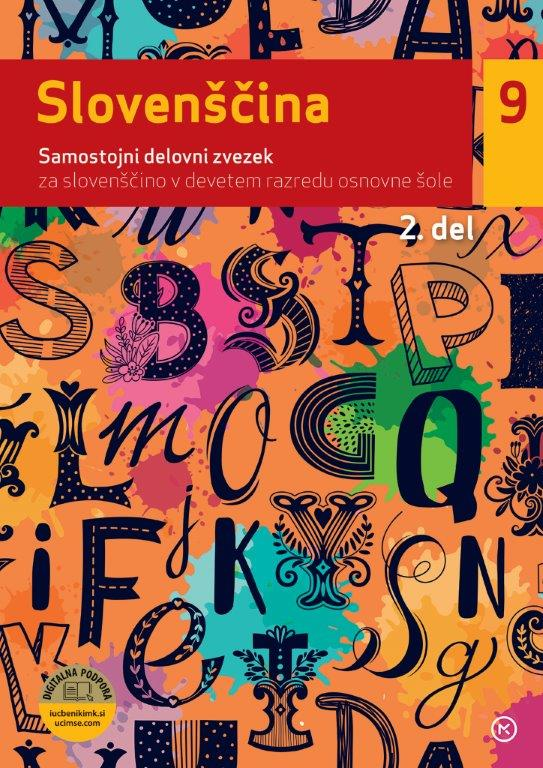 Slovenščina
9
Samostojni delovni zvezek
za slovenščino v devetem razredu osnovne šole
2. del
S B S T P
L m O G Q
i F j K Y S N
e T g
DIGITALNA PODPORA
iucbenikimk.si
ucimse.com